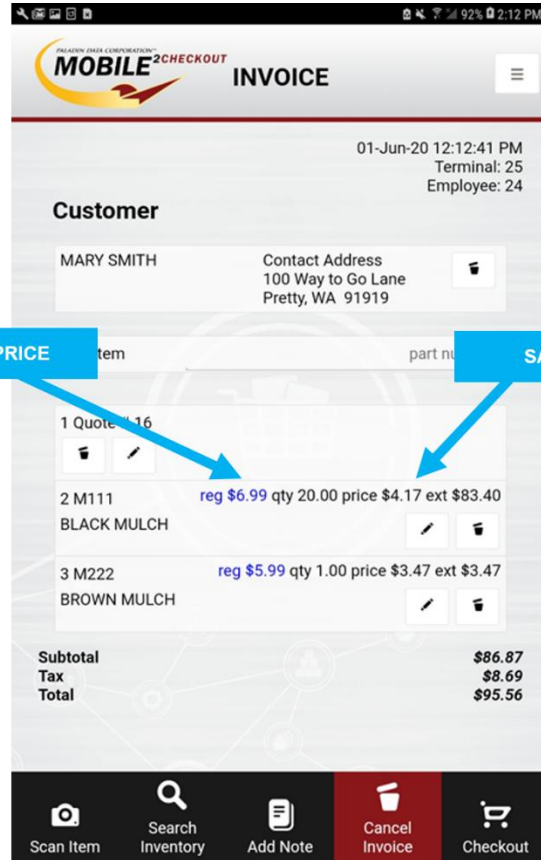 92% 2:12 PM
PALADIN DATA CORPORATION™
MOBILE 2CHECKOUT
INVOICE
01-Jun-20 12:12:41 PM
Terminal: 25
Employee: 24
Customer
MARY SMITH
Contact Address
100 Way to Go Lane
Pretty, WA 91919
PRICE
tem
part nu
SA
1 Quote # 16
reg $6.99 qty 20.00 price $4.17 ext $83.40
2 M111
BLACK MULCH
reg $5.99 qty 1.00 price $3.47 ext $3.47
3 M222
BROWN MULCH
Subtotal $86.87
Tax $8.69
Total $95.56
Scan Item
Search Inventory
Add Note
Cancel Invoice
Checkout